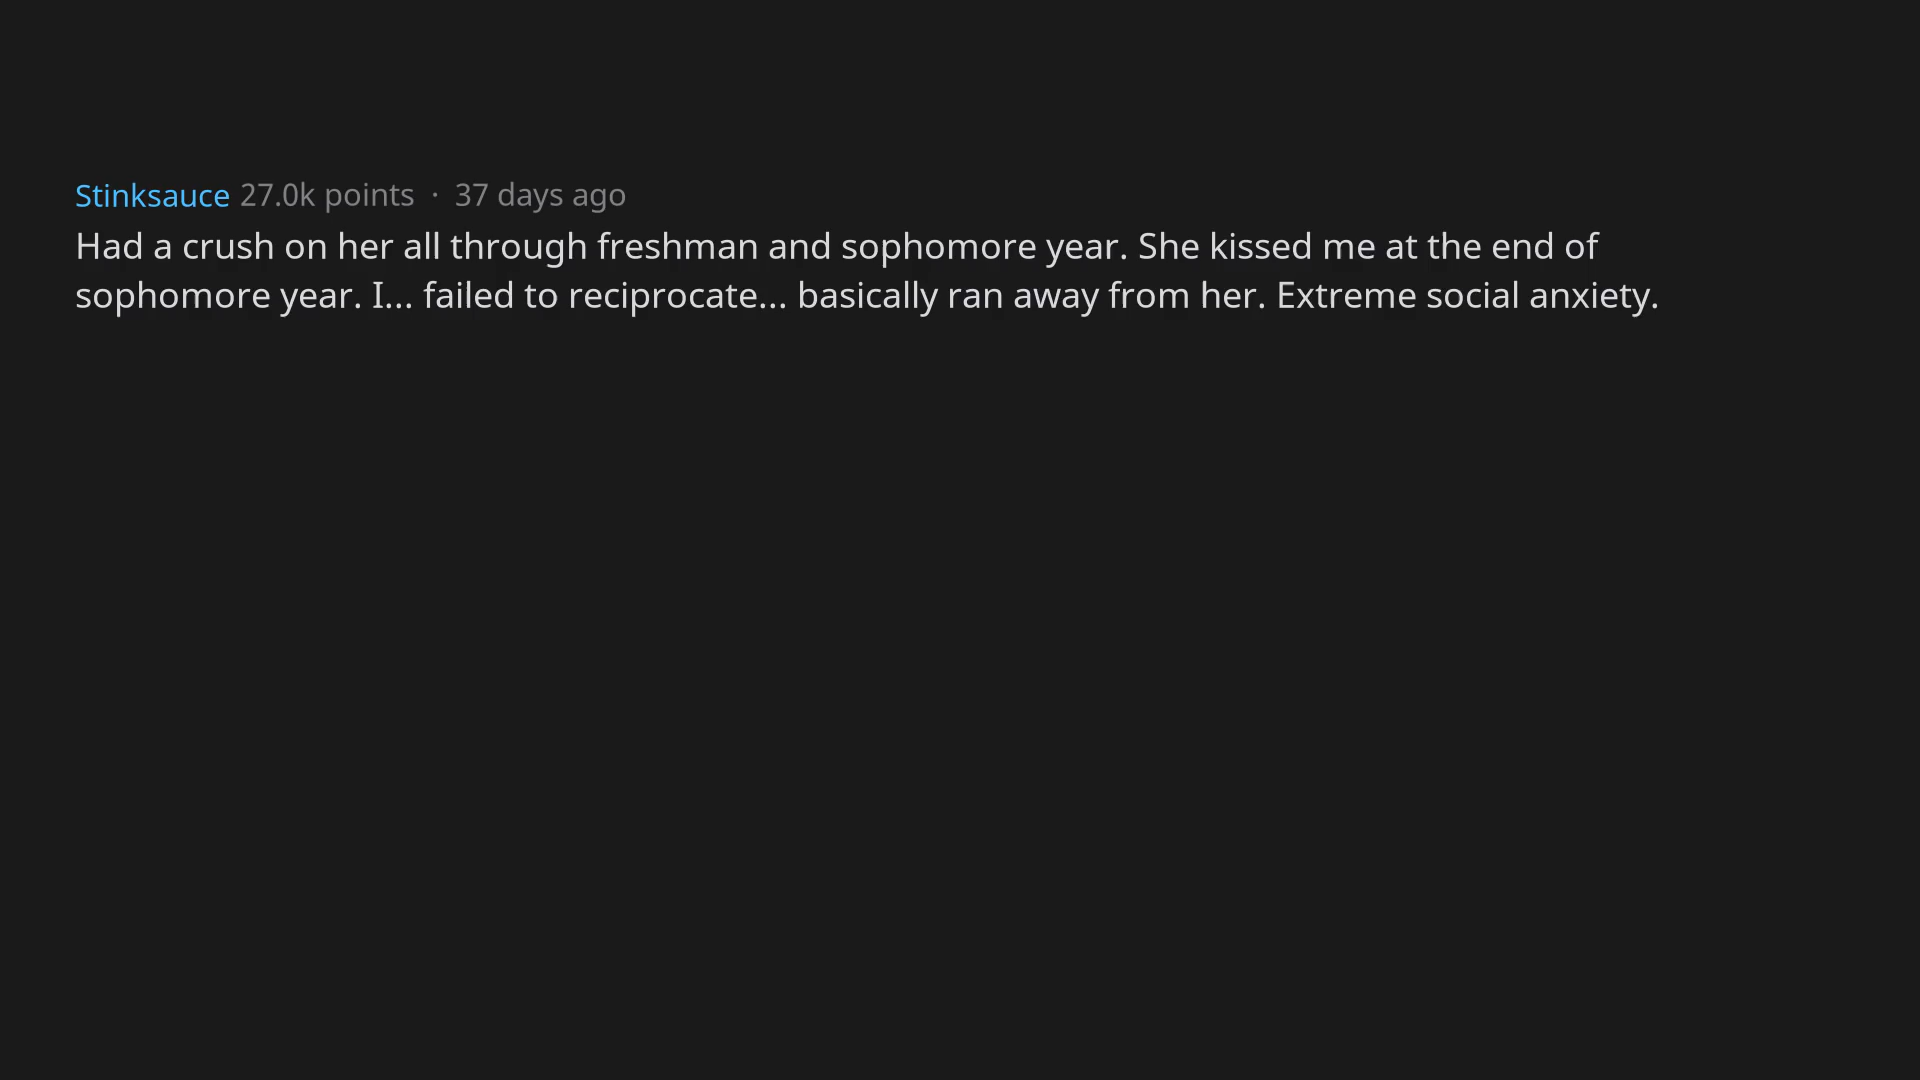 Stinksauce 27.0k points · 37 days ago
Had a crush on her all through freshman and sophomore year. She kissed me at the end of
sophomore year. I... failed to reciprocate... basically ran away from her. Extreme social anxiety.